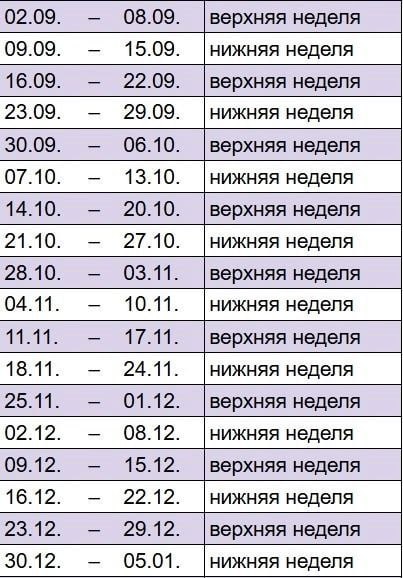 02.09. – 08.09. верхняя неделя
09.09. – 15.09. нижняя неделя
16.09. – 22.09. верхняя неделя
23.09. – 29.09. нижняя неделя
30.09. – 06.10. верхняя неделя
07.10. – 13.10. нижняя неделя
14.10. – 20.10. верхняя неделя
21.10. – 27.10. нижняя неделя
28.10. – 03.11. верхняя неделя
04.11. – 10.11. нижняя неделя
11.11. – 17.11. верхняя неделя
18.11. – 24.11. нижняя неделя
25.11. – 01.12. верхняя неделя
02.12. – 08.12. нижняя неделя
09.12. – 15.12. верхняя неделя
16.12. – 22.12. нижняя неделя
23.12. – 29.12. верхняя неделя
30.12. – 05.01. нижняя неделя